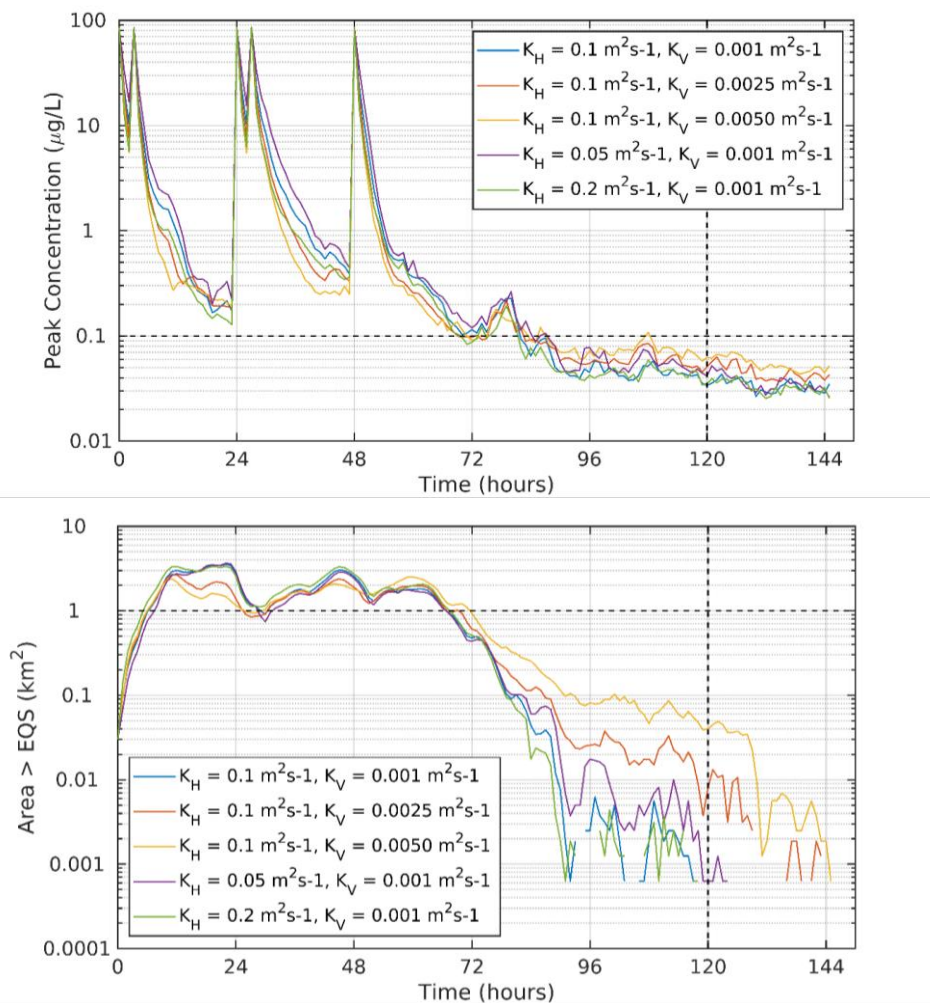 100
10
1
0.1
0.01
Peak Concentration (μg/L)
K_H = 0.1 m²s-1, K_V = 0.001 m²s-1
K_H = 0.1 m²s-1, K_V = 0.0025 m²s-1
K_H = 0.1 m²s-1, K_V = 0.0050 m²s-1
K_H = 0.05 m²s-1, K_V = 0.001 m²s-1
K_H = 0.2 m²s-1, K_V = 0.001 m²s-1
0 24 48 72 96 120 144
Time (hours)
10
1
0.1
0.01
0.001
0.0001
Area > EQS (km²)
K_H = 0.1 m²s-1, K_V = 0.001 m²s-1
K_H = 0.1 m²s-1, K_V = 0.0025 m²s-1
K_H = 0.1 m²s-1, K_V = 0.0050 m²s-1
K_H = 0.05 m²s-1, K_V = 0.001 m²s-1
K_H = 0.2 m²s-1, K_V = 0.001 m²s-1
0 24 48 72 96 120 144
Time (hours)